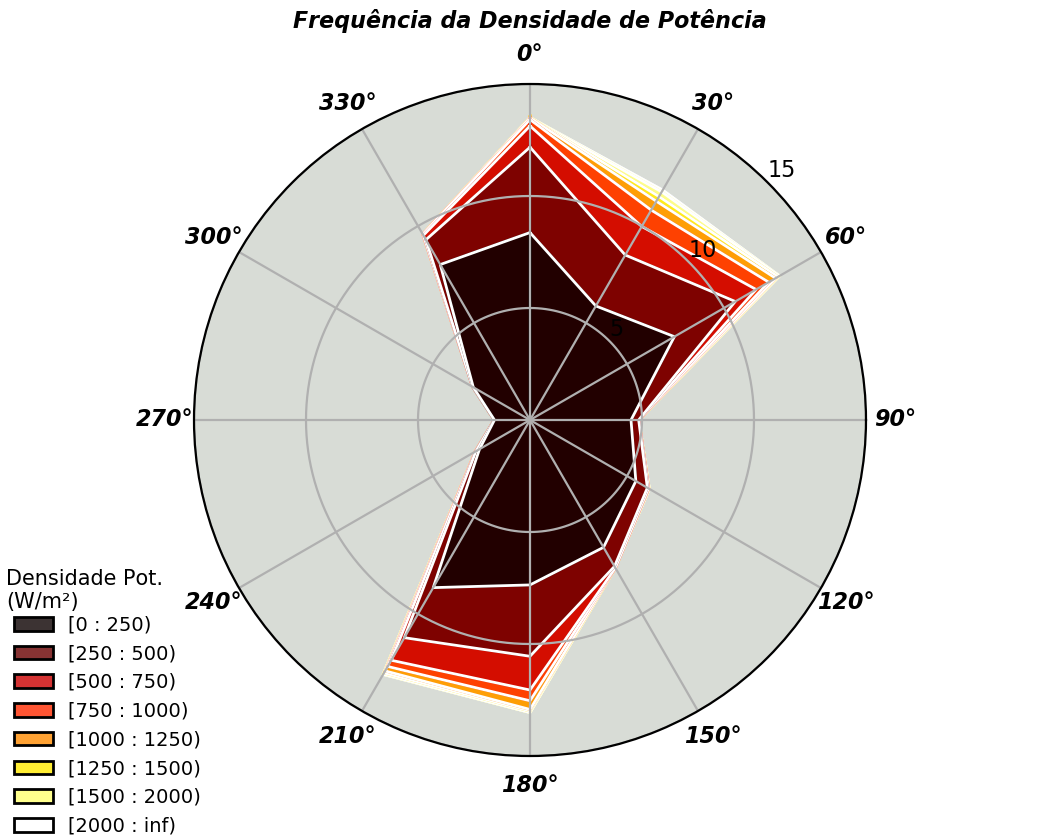 Frequência da Densidade de Potência
0°
330°
30°
15
300°
60°
10
5
270°
90°
240°
120°
210°
150°
180°
Densidade Pot.
(W/m²)
[0 : 250)
[250 : 500)
[500 : 750)
[750 : 1000)
[1000 : 1250)
[1250 : 1500)
[1500 : 2000)
[2000 : inf)